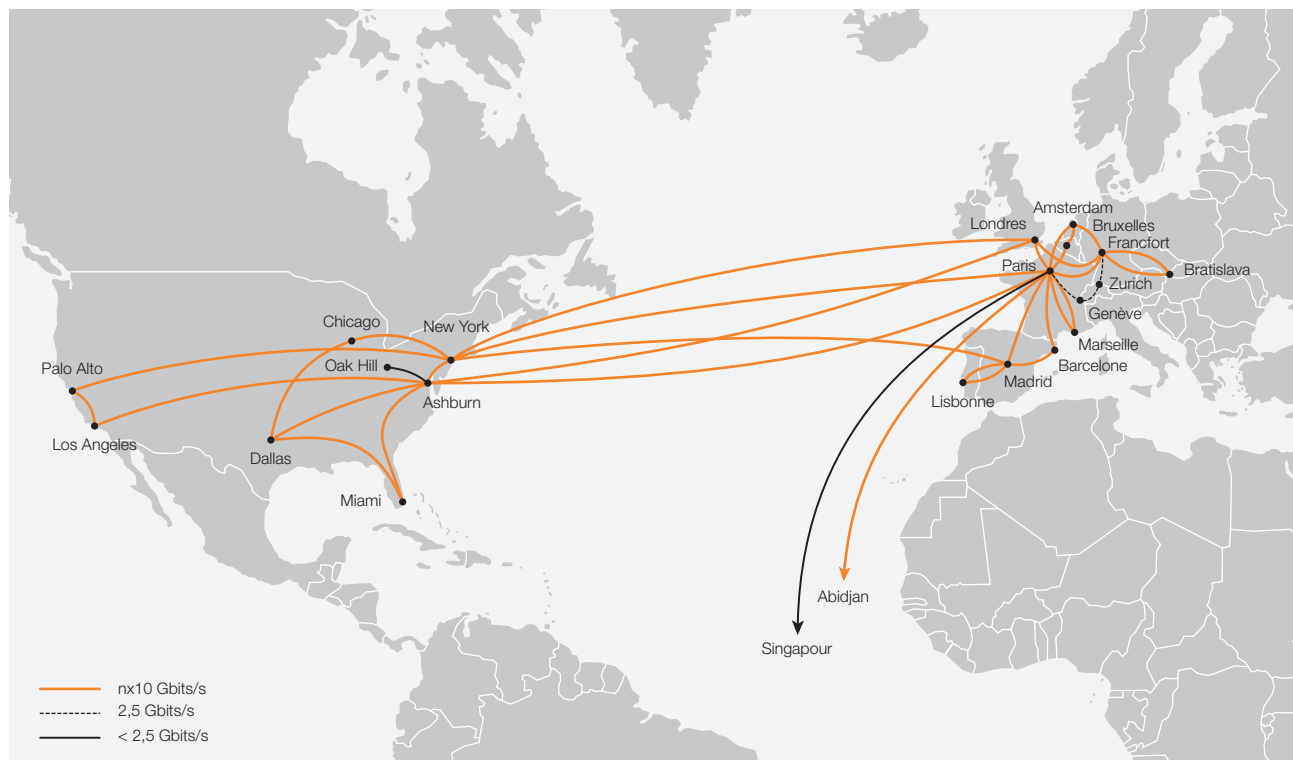 Amsterdam
Londres
Bruxelles
Francfort
Paris
Bratislava
Zurich
Genève
Chicago
New York
Marseille
Oak Hill
Barcelone
Palo Alto
Madrid
Ashburn
Lisbonne
Los Angeles
Dallas
Miami
Abidjan
Singapour
nx10 Gbits/s
2,5 Gbits/s
< 2,5 Gbits/s